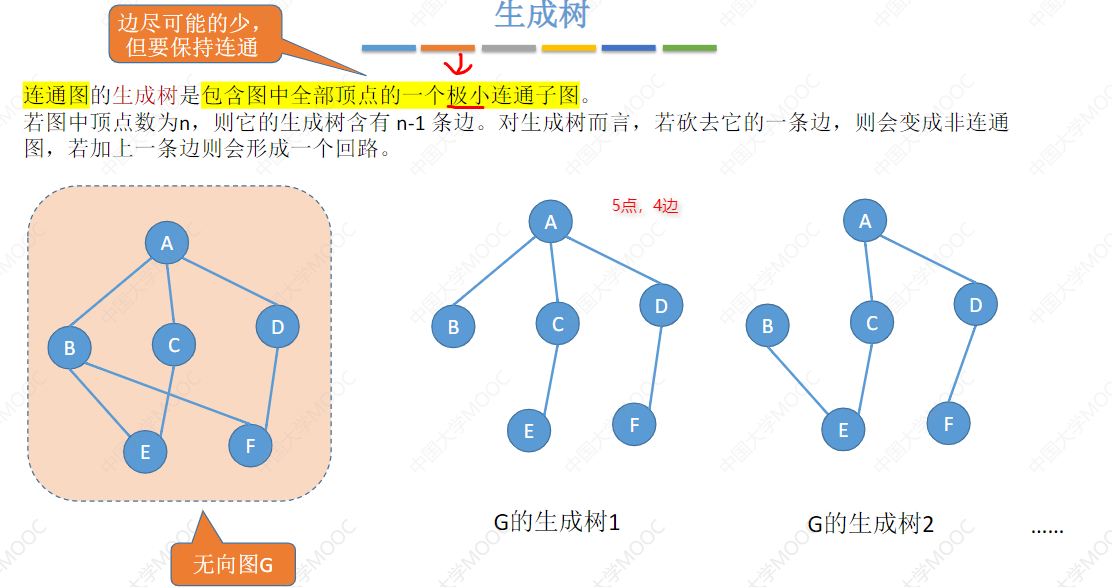 生成树
边尽可能的少，
但要保持连通
连通图的生成树是包含图中全部顶点的一个极小连通子图。
若图中顶点数为n，则它的生成树含有 n-1 条边。对生成树而言，若砍去它的一条边，则会变成非连通
图，若加上一条边则会形成一个回路。
A
B
C
D
E
F
无向图G
5点，4边
A
B
C
D
E
F
G的生成树1
A
B
C
D
E
F
G的生成树2
......
中国大学MOOC